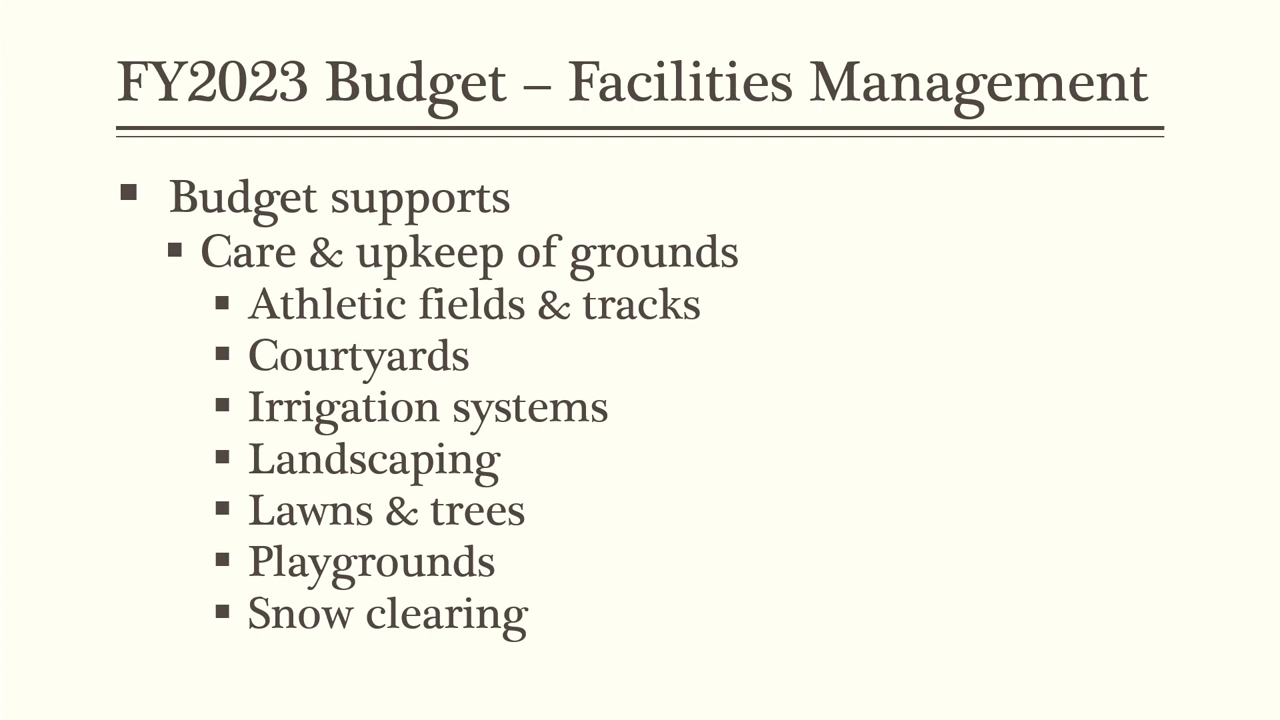 FY2023 Budget – Facilities Management
▪ Budget supports
▪ Care & upkeep of grounds
▪ Athletic fields & tracks
▪ Courtyards
▪ Irrigation systems
▪ Landscaping
▪ Lawns & trees
▪ Playgrounds
▪ Snow clearing